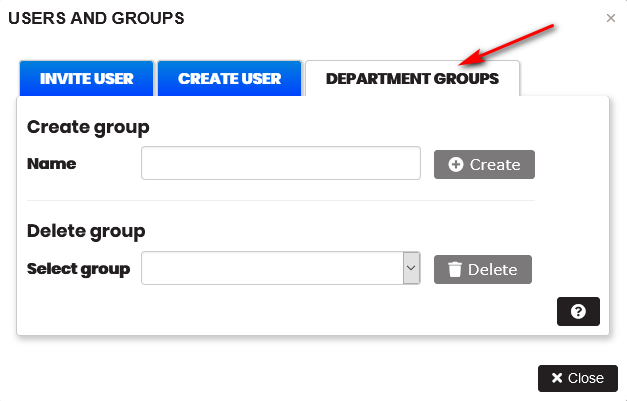 USERS AND GROUPS
INVITE USER
CREATE USER
DEPARTMENT GROUPS
Create group
Name
Create
Delete group
Select group
Delete
Close